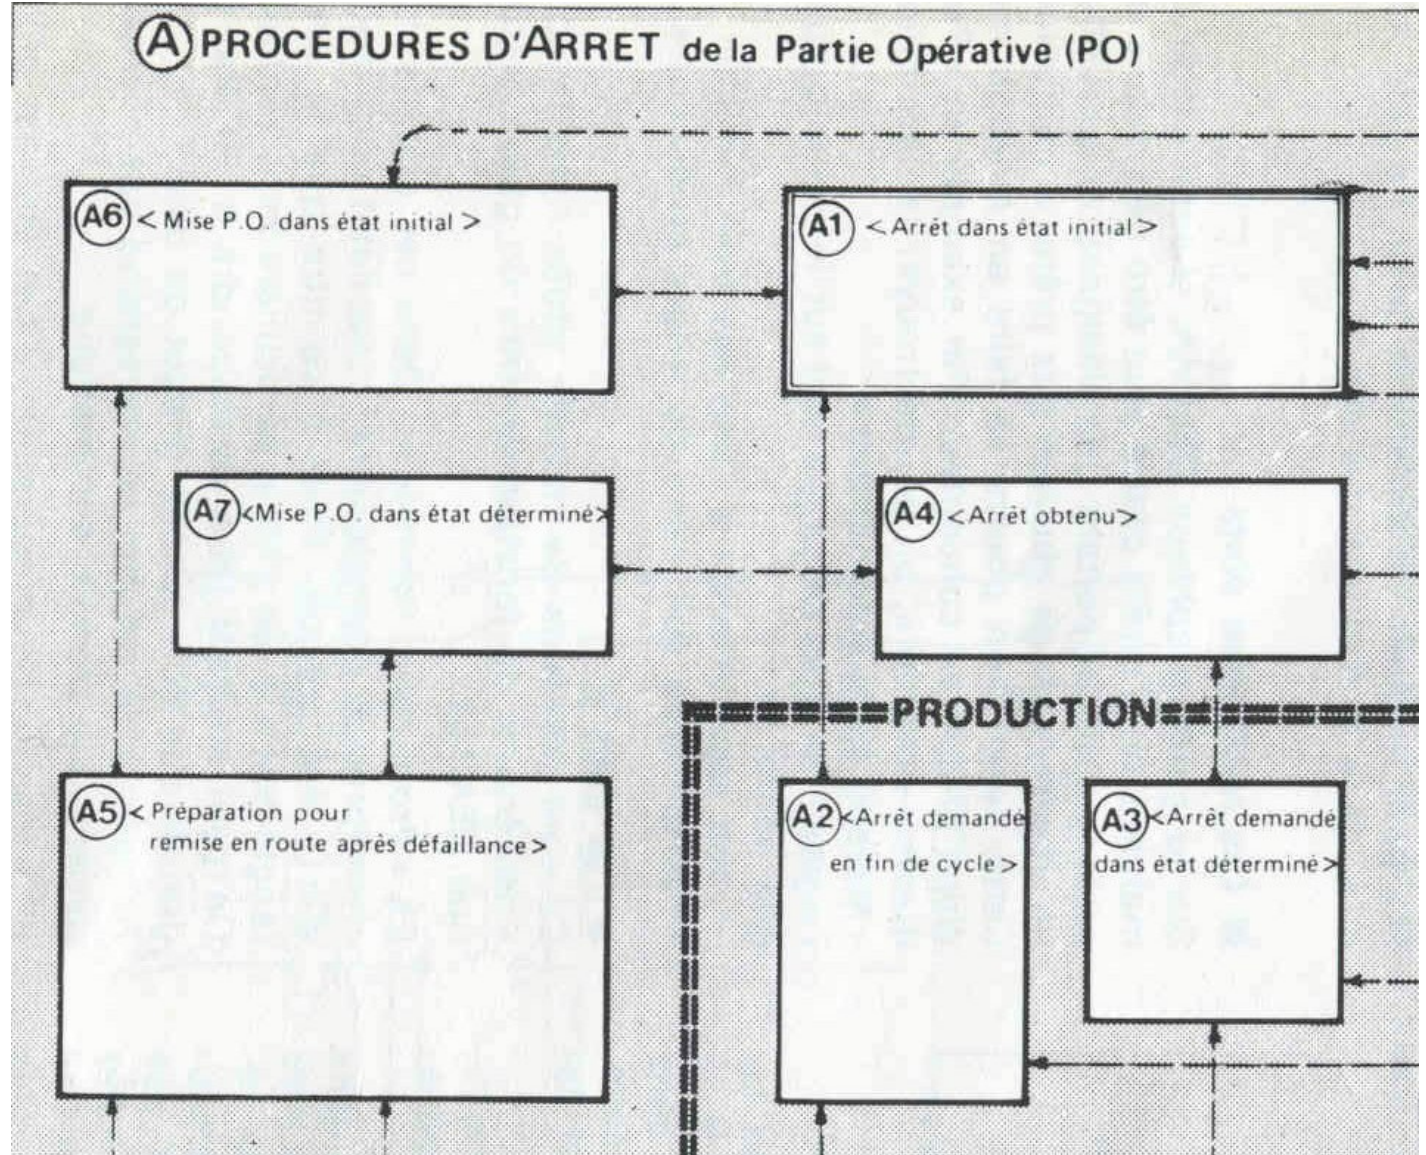 A PROCEDURES D'ARRET de la Partie Opérative (PO)
A6 < Mise P.O. dans état initial >
A1 < Arrêt dans état initial >
A7 <Mise P.O. dans état déterminé>
A4 <Arrêt obtenu>
PRODUCTION
A5 < Préparation pour
remise en route après défaillance >
A2 <Arrêt demandé
en fin de cycle >
A3 <Arrêt demandé
dans état déterminé>